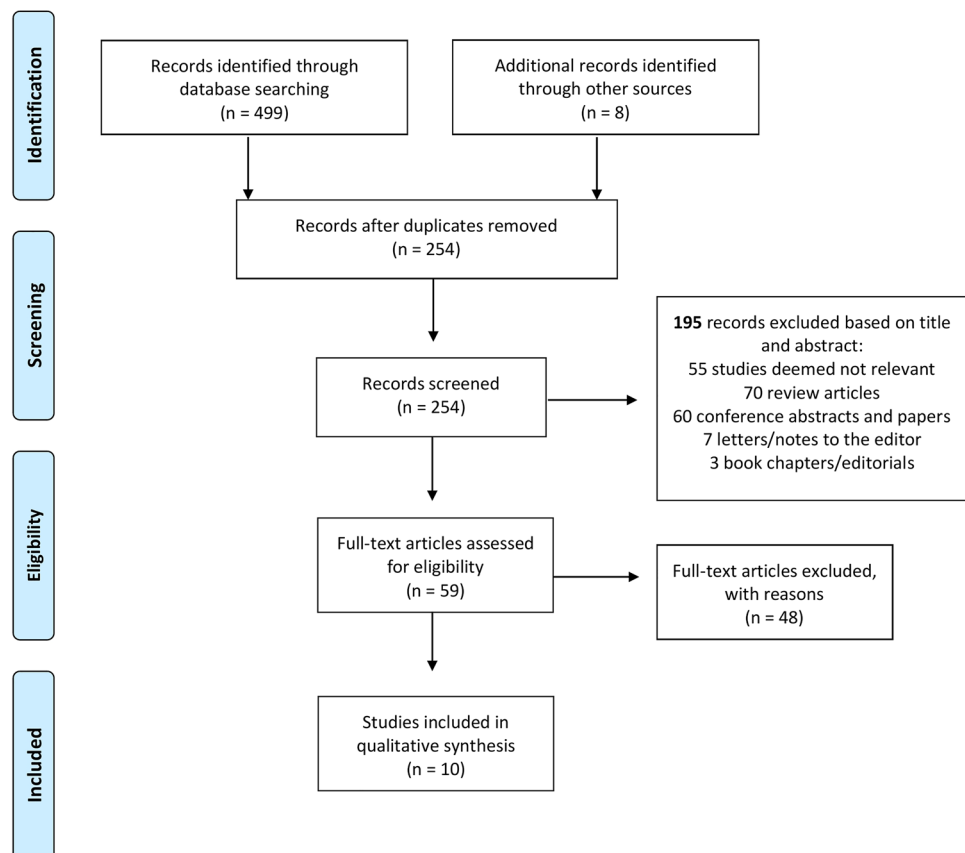 Identification
Records identified through
database searching
(n = 499)
Additional records identified
through other sources
(n = 8)
Records after duplicates removed
(n = 254)
Screening
Records screened
(n = 254)
195 records excluded based on title
and abstract:
55 studies deemed not relevant
70 review articles
60 conference abstracts and papers
7 letters/notes to the editor
3 book chapters/editorials
Eligibility
Full-text articles assessed
for eligibility
(n = 59)
Full-text articles excluded,
with reasons
(n = 48)
Included
Studies included in
qualitative synthesis
(n = 10)